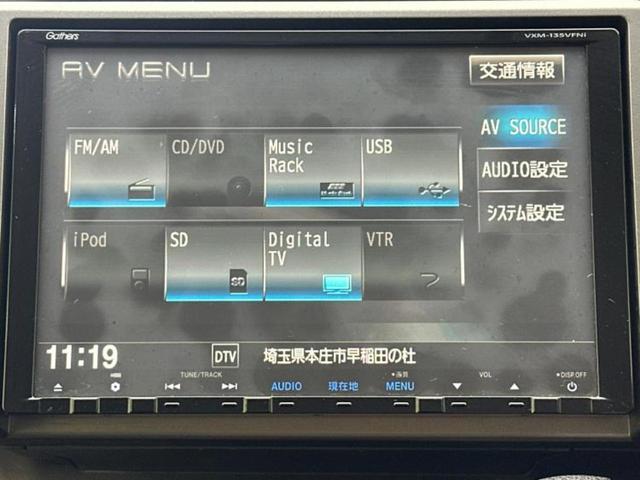 Gathers VXM-135VFNi
AV MENU 交通情報
AV SOURCE
FM/AM CD/DVD Music Rack USB
AUDIO設定
システム設定
iPod SD Digital TV VTR
SD
11:19 DTV 埼玉県本庄市早稲田の杜
TUNE/TRACK VOL DISP.OFF
AUDIO 現在地 MENU